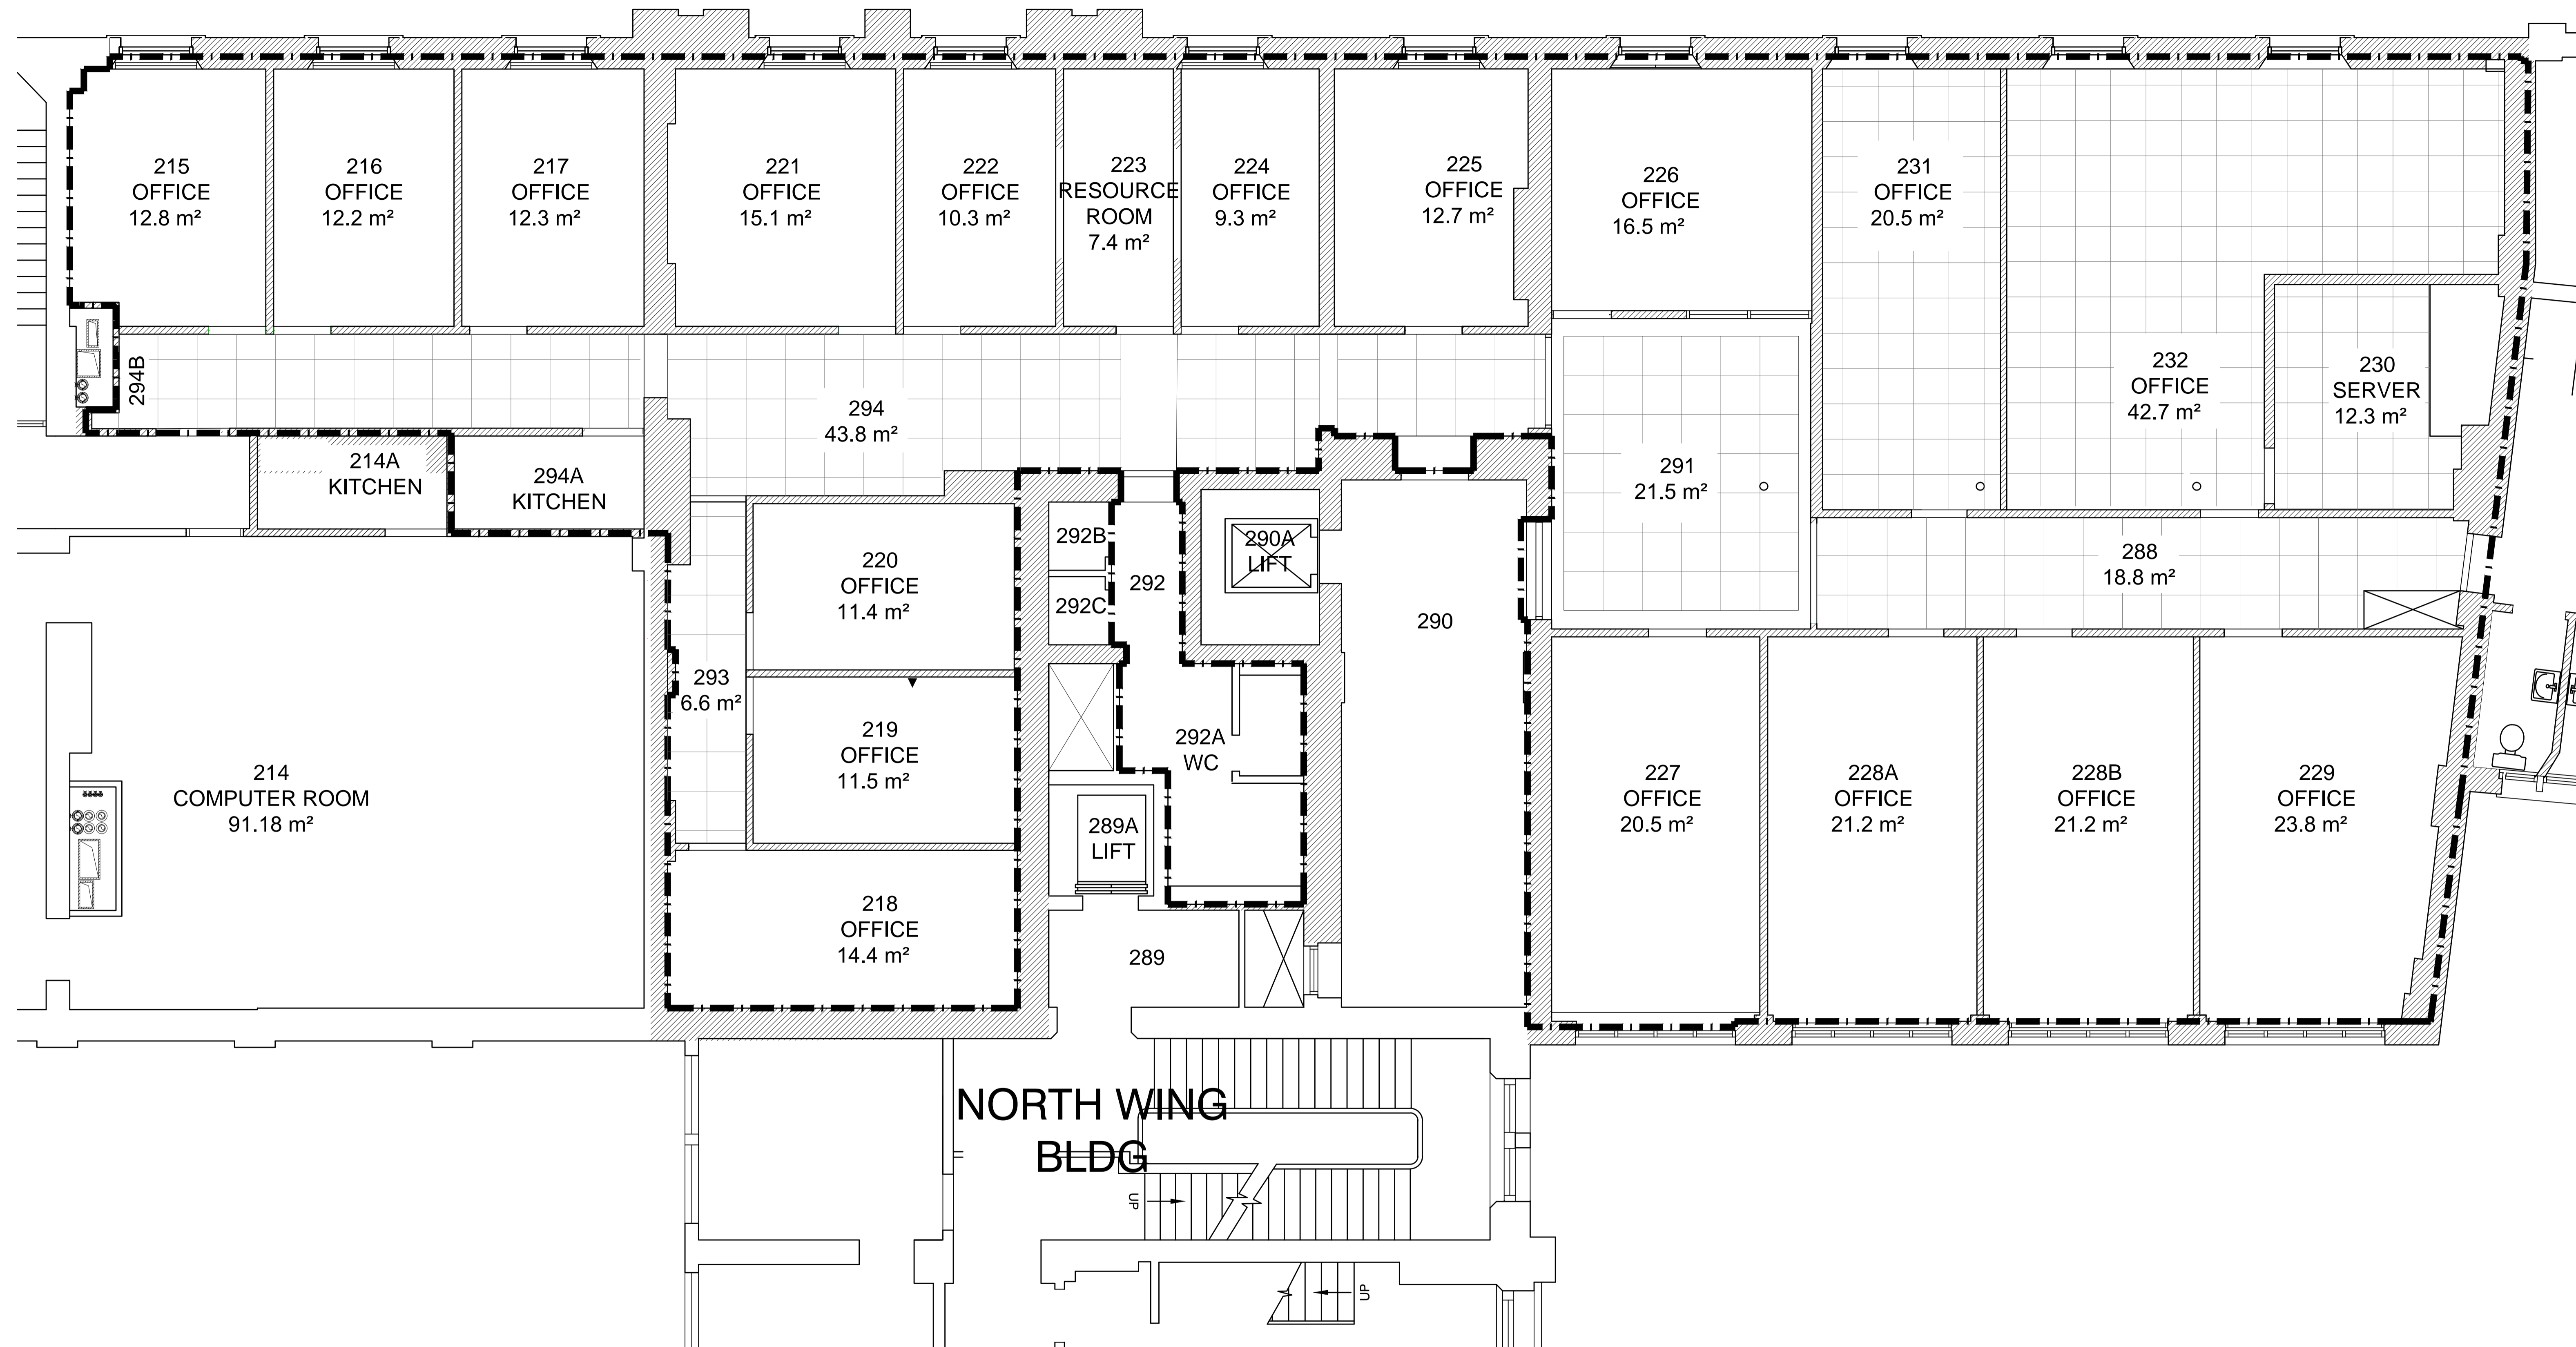 215
OFFICE
12.8 m²
216
OFFICE
12.2 m²
217
OFFICE
12.3 m²
221
OFFICE
15.1 m²
222
OFFICE
10.3 m²
223
RESOURCE
ROOM
7.4 m²
224
OFFICE
9.3 m²
225
OFFICE
12.7 m²
226
OFFICE
16.5 m²
231
OFFICE
20.5 m²
232
OFFICE
42.7 m²
230
SERVER
12.3 m²
294B
294
43.8 m²
214A
KITCHEN
294A
KITCHEN
291
21.5 m²
288
18.8 m²
220
OFFICE
11.4 m²
292B
292C
292
290A
LIFT
290
293
6.6 m²
219
OFFICE
11.5 m²
292A
WC
214
COMPUTER ROOM
91.18 m²
289A
LIFT
227
OFFICE
20.5 m²
228A
OFFICE
21.2 m²
228B
OFFICE
21.2 m²
229
OFFICE
23.8 m²
218
OFFICE
14.4 m²
289
NORTH WING
BLDG
UP
UP